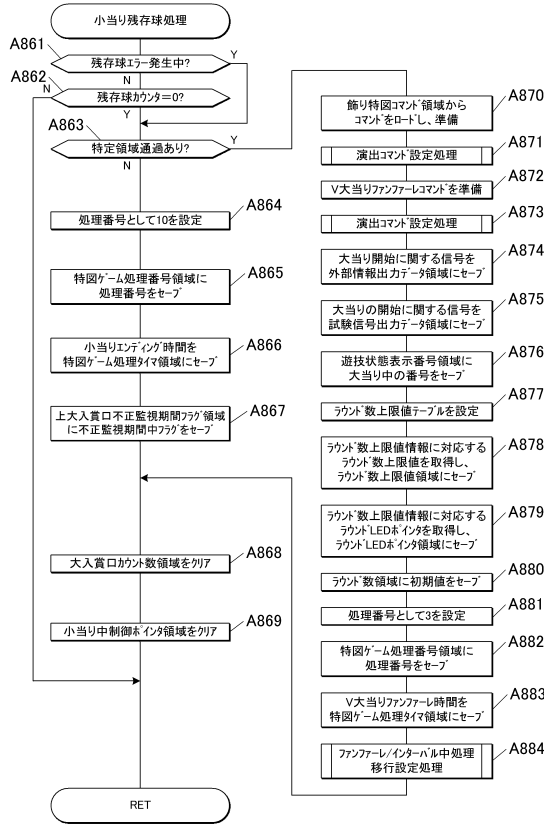 小当り残存球処理
A861
残存球エラー発生中?
Y
N
A862
N
残存球カウンタ＝0?
Y
A863
特定領域通過あり?
Y
N
A864
処理番号として10を設定
A865
特図ゲーム処理番号領域に
処理番号をセーブ
A866
小当りエンディング時間を
特図ゲーム処理タイマ領域にセーブ
A867
上大入賞口不正監視期間フラグ領域
に不正監視期間中フラグをセーブ
A868
大入賞口カウント数領域をクリア
A869
小当り中制御ポインタ領域をクリア
RET
A870
飾り特図コマンド領域から
コマンドをロードし、準備
A871
演出コマンド設定処理
A872
V大当りファンファーレコマンドを準備
A873
演出コマンド設定処理
A874
大当り開始に関する信号を
外部情報出力データ領域にセーブ
A875
大当りの開始に関する信号を
試験信号出力データ領域にセーブ
A876
遊技状態表示番号領域に
大当り中の番号をセーブ
A877
ラウンド数上限値テーブルを設定
A878
ラウンド数上限値情報に対応する
ラウンド数上限値を取得し、
ラウンド数上限値領域にセーブ
A879
ラウンド数上限値情報に対応する
ラウンドLEDポインタを取得し、
ラウンドLEDポインタ領域にセーブ
A880
ラウンド数領域に初期値をセーブ
A881
処理番号として3を設定
A882
特図ゲーム処理番号領域に
処理番号をセーブ
A883
V大当りファンファーレ時間を
特図ゲーム処理タイマ領域にセーブ
A884
ファンファーレ/インターバル中処理
移行設定処理